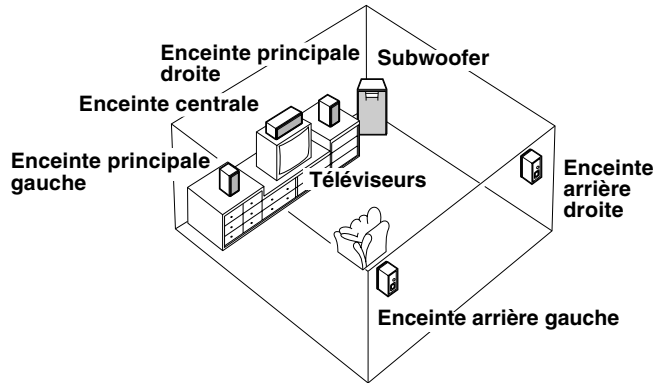 Enceinte principale
droite
Subwoofer
Enceinte centrale
Enceinte principale
gauche
Téléviseurs
Enceinte
arrière
droite
Enceinte arrière gauche